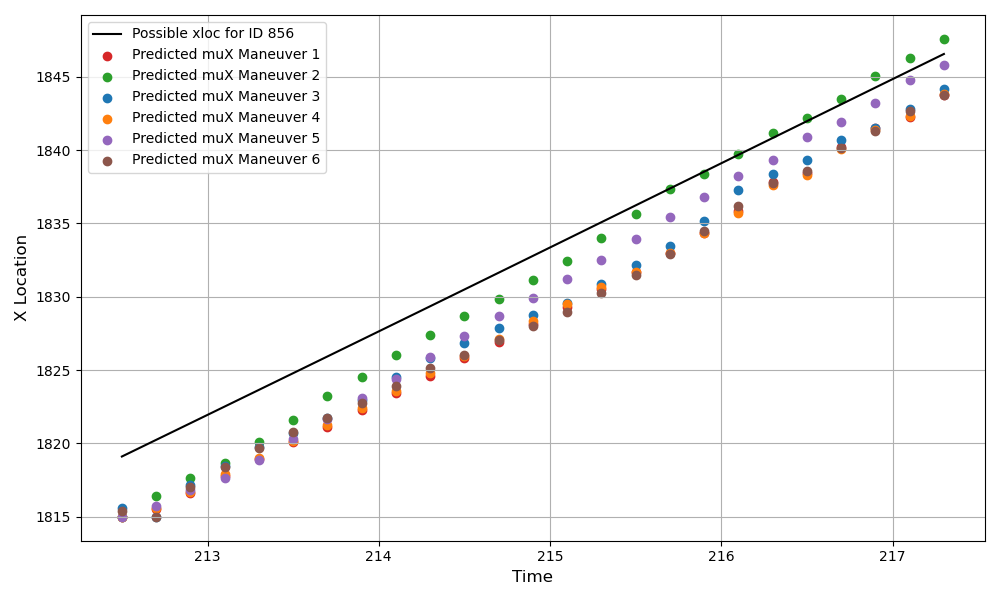 Possible xloc for ID 856
Predicted muX Maneuver 1
Predicted muX Maneuver 2
Predicted muX Maneuver 3
Predicted muX Maneuver 4
Predicted muX Maneuver 5
Predicted muX Maneuver 6
1845
1840
1835
1830
1825
1820
1815
X Location
213 214 215 216 217
Time